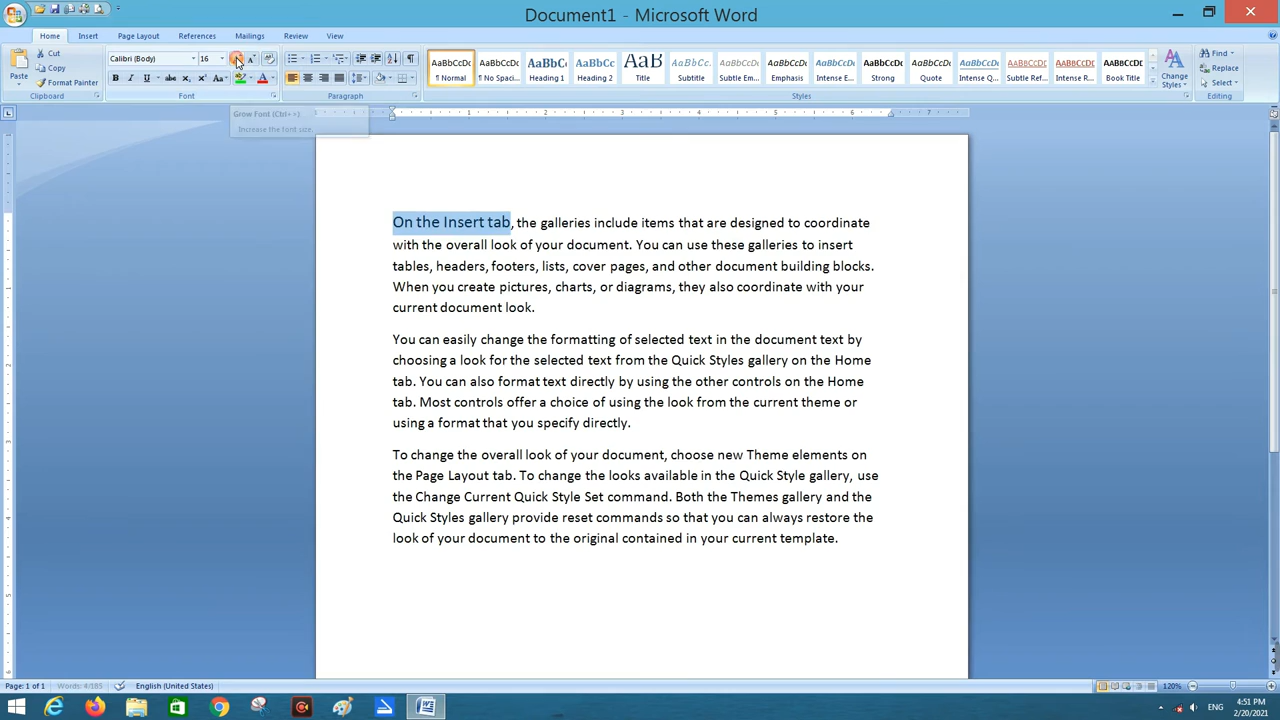 Document1 - Microsoft Word
Home Insert Page Layout References Mailings Review View
Cut
Copy
Format Painter
Paste
Clipboard
Calibri (Body) 16
Font
Grow Font (Ctrl+>)
Increase the font size.
Paragraph
AaBbCcDc AaBbCcDc AaBbCc AaBbCc AaB AaBbCc. AaBbCcDc AaBbCcDc AaBbCcDc AaBbCcDc AaBbCcDc AaBbCcDc AaBbCcDc AaBbCcDc AaBbCcDc
¶ Normal ¶ No Spaci... Heading 1 Heading 2 Title Subtitle Subtle Em... Emphasis Intense E... Strong Quote Intense Q... Subtle Ref... Intense R... Book Title
Change Styles
Styles
Find
Replace
Select
Editing
On the Insert tab, the galleries include items that are designed to coordinate
with the overall look of your document. You can use these galleries to insert
tables, headers, footers, lists, cover pages, and other document building blocks.
When you create pictures, charts, or diagrams, they also coordinate with your
current document look.
You can easily change the formatting of selected text in the document text by
choosing a look for the selected text from the Quick Styles gallery on the Home
tab. You can also format text directly by using the other controls on the Home
tab. Most controls offer a choice of using the look from the current theme or
using a format that you specify directly.
To change the overall look of your document, choose new Theme elements on
the Page Layout tab. To change the looks available in the Quick Style gallery, use
the Change Current Quick Style Set command. Both the Themes gallery and the
Quick Styles gallery provide reset commands so that you can always restore the
look of your document to the original contained in your current template.
Page: 1 of 1 Words: 4/185 English (United States) 120%
ENG
4:51 PM
2/20/2021